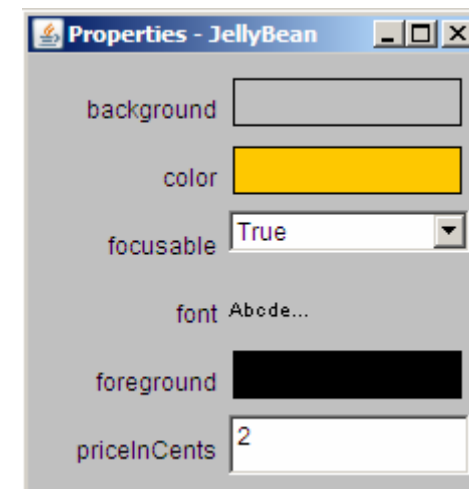 Properties - JellyBean
background
color
focusable True
font Abcde...
foreground
priceInCents 2